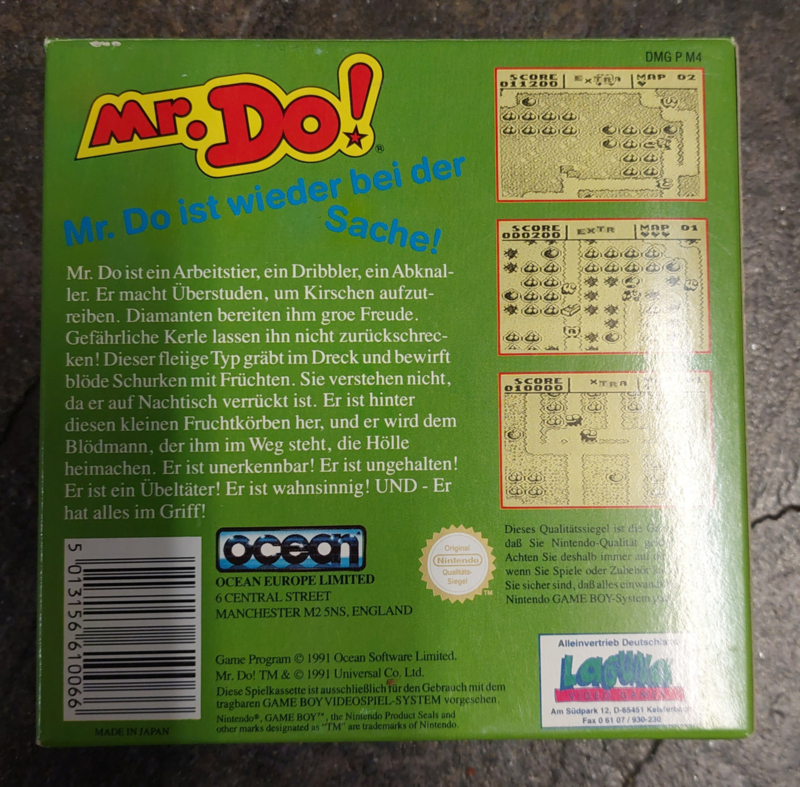 DMG P M4
Mr. Do!®
Mr. Do ist wieder bei der
Sache!
Mr. Do ist ein Arbeitstier, ein Dribbler, ein Abknal-
ler. Er macht Überstuden, um Kirschen aufzut-
reiben. Diamanten bereiten ihm groe Freude.
Gefährliche Kerle lassen ihn nicht zurückschrec-
ken! Dieser fleiige Typ gräbt im Dreck und bewirft
blöde Schurken mit Früchten. Sie verstehen nicht,
da er auf Nachtisch verrückt ist. Er ist hinter
diesen kleinen Fruchtkörben her, und er wird dem
Blödmann, der ihm im Weg steht, die Hölle
heimachen. Er ist unerkennbar! Er ist ungehalten!
Er ist ein Übeltäter! Er ist wahnsinnig! UND - Er
hat alles im Griff!
SCORE EXTRA MAP 02
011200
SCORE EXTR MAP 01
000200
SCORE XTRA
010000
5 013156 610066
MADE IN JAPAN
ocean
OCEAN EUROPE LIMITED
6 CENTRAL STREET
MANCHESTER M2 5NS, ENGLAND
Original
Nintendo
Qualitäts-
Siegel
TM
Dieses Qualitätssiegel ist die
daß Sie Nintendo-Qualität
Achten Sie deshalb immer
wenn Sie Spiele oder Zubehör
Sie sicher sind, daß alles
Nintendo GAME BOY-System
Game Program © 1991 Ocean Software Limited.
Mr. Do! TM & © 1991 Universal Co. Ltd.
Diese Spielkassette ist ausschließlich für den Gebrauch mit dem
tragbaren GAME BOY VIDEOSPIEL-SYSTEM vorgesehen.
Nintendo®, GAME BOY™, the Nintendo Product Seals and
other marks designated as "TM" are trademarks of Nintendo.
Alleinvertrieb
Laguna
Am Südpark 12, D-65451
Fax 0 61 07 / 930-230